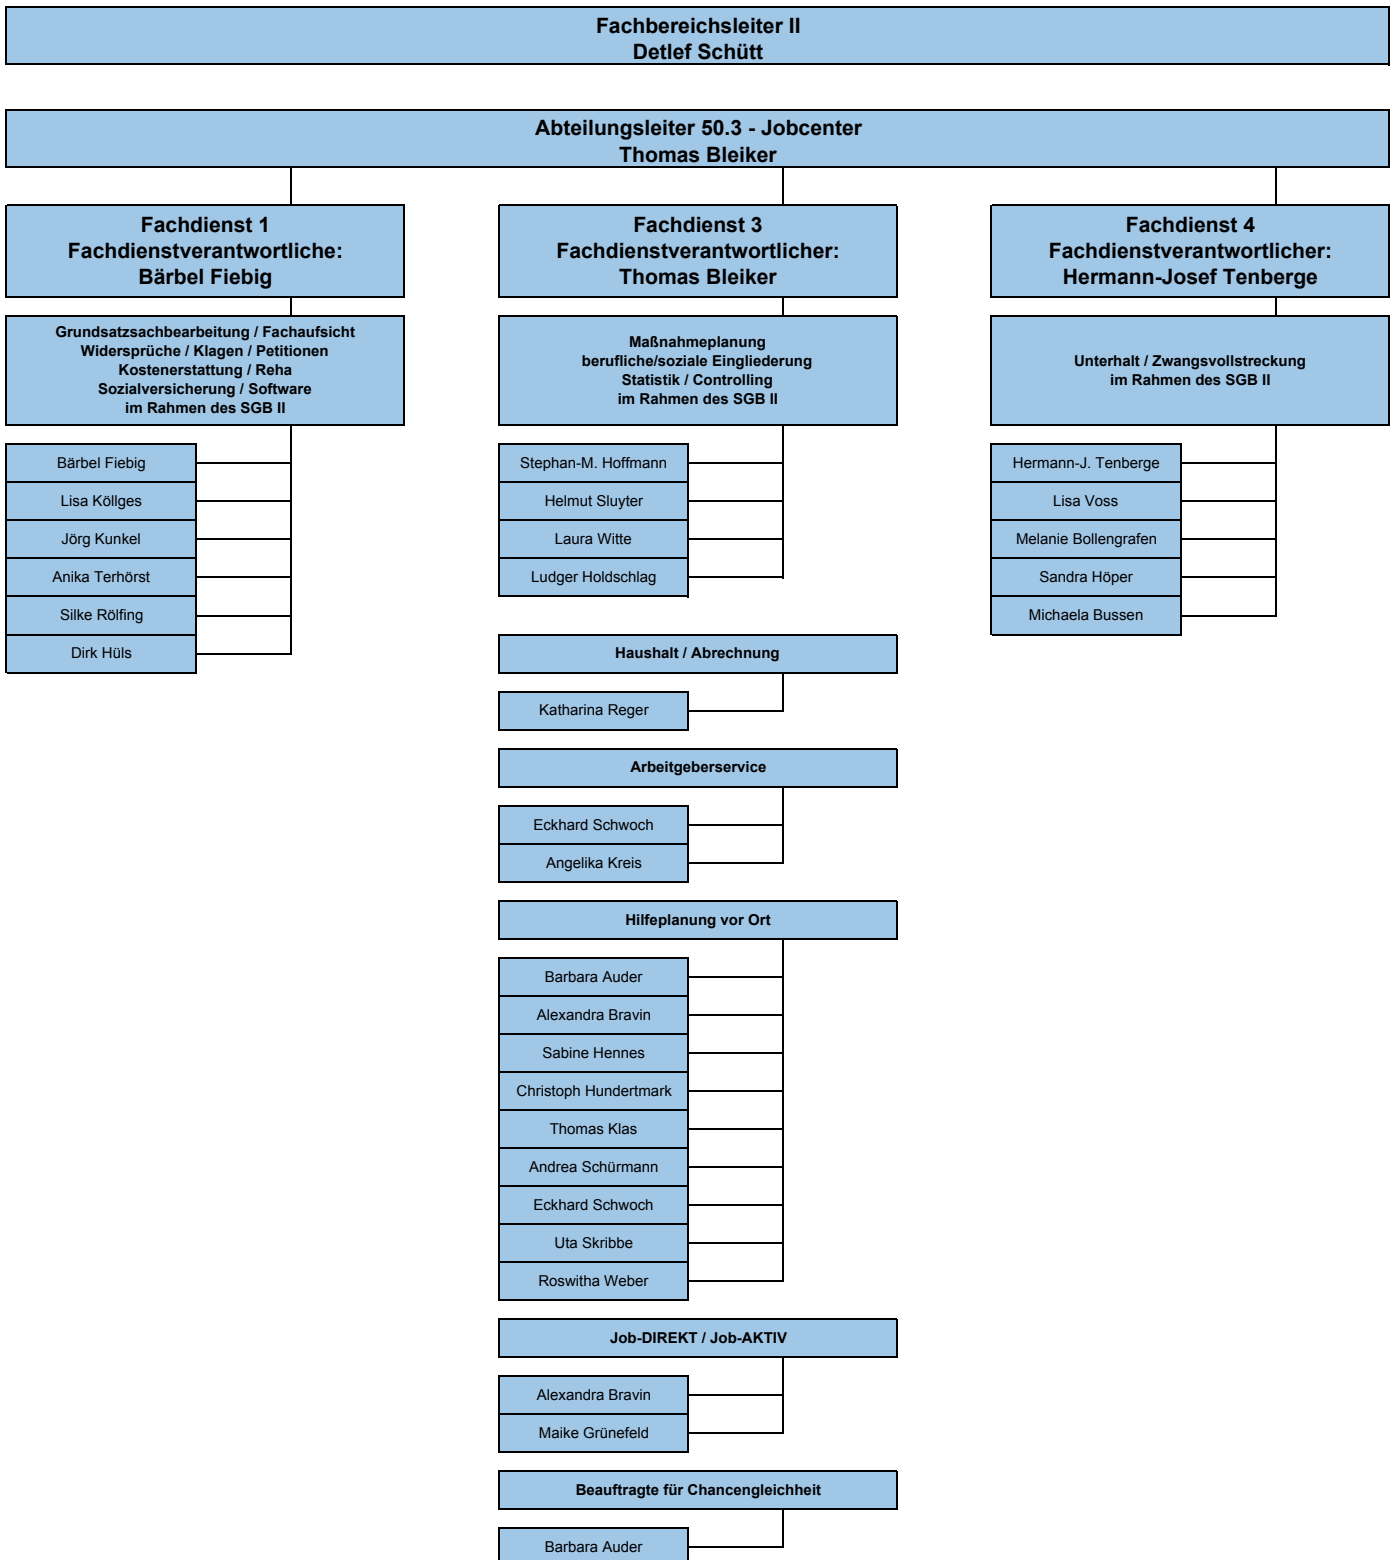 Fachbereichsleiter II
Detlef Schütt
Abteilungsleiter 50.3 - Jobcenter
Thomas Bleiker
Fachdienst 1
Fachdienstverantwortliche:
Bärbel Fiebig
Grundsatzsachbearbeitung / Fachaufsicht
Widersprüche / Klagen / Petitionen
Kostenerstattung / Reha
Sozialversicherung / Software
im Rahmen des SGB II
Bärbel Fiebig
Lisa Köllges
Jörg Kunkel
Anika Terhörst
Silke Rölfing
Dirk Hüls
Fachdienst 3
Fachdienstverantwortlicher:
Thomas Bleiker
Maßnahmeplanung
berufliche/soziale Eingliederung
Statistik / Controlling
im Rahmen des SGB II
Stephan-M. Hoffmann
Helmut Sluyter
Laura Witte
Ludger Holdschlag
Haushalt / Abrechnung
Katharina Reger
Arbeitgeberservice
Eckhard Schwoch
Angelika Kreis
Hilfeplanung vor Ort
Barbara Auder
Alexandra Bravin
Sabine Hennes
Christoph Hundertmark
Thomas Klas
Andrea Schürmann
Eckhard Schwoch
Uta Skribbe
Roswitha Weber
Job-DIREKT / Job-AKTIV
Alexandra Bravin
Maike Grünefeld
Beauftragte für Chancengleichheit
Barbara Auder
Fachdienst 4
Fachdienstverantwortlicher:
Hermann-Josef Tenberge
Unterhalt / Zwangsvollstreckung
im Rahmen des SGB II
Hermann-J. Tenberge
Lisa Voss
Melanie Bollengrafen
Sandra Höper
Michaela Bussen